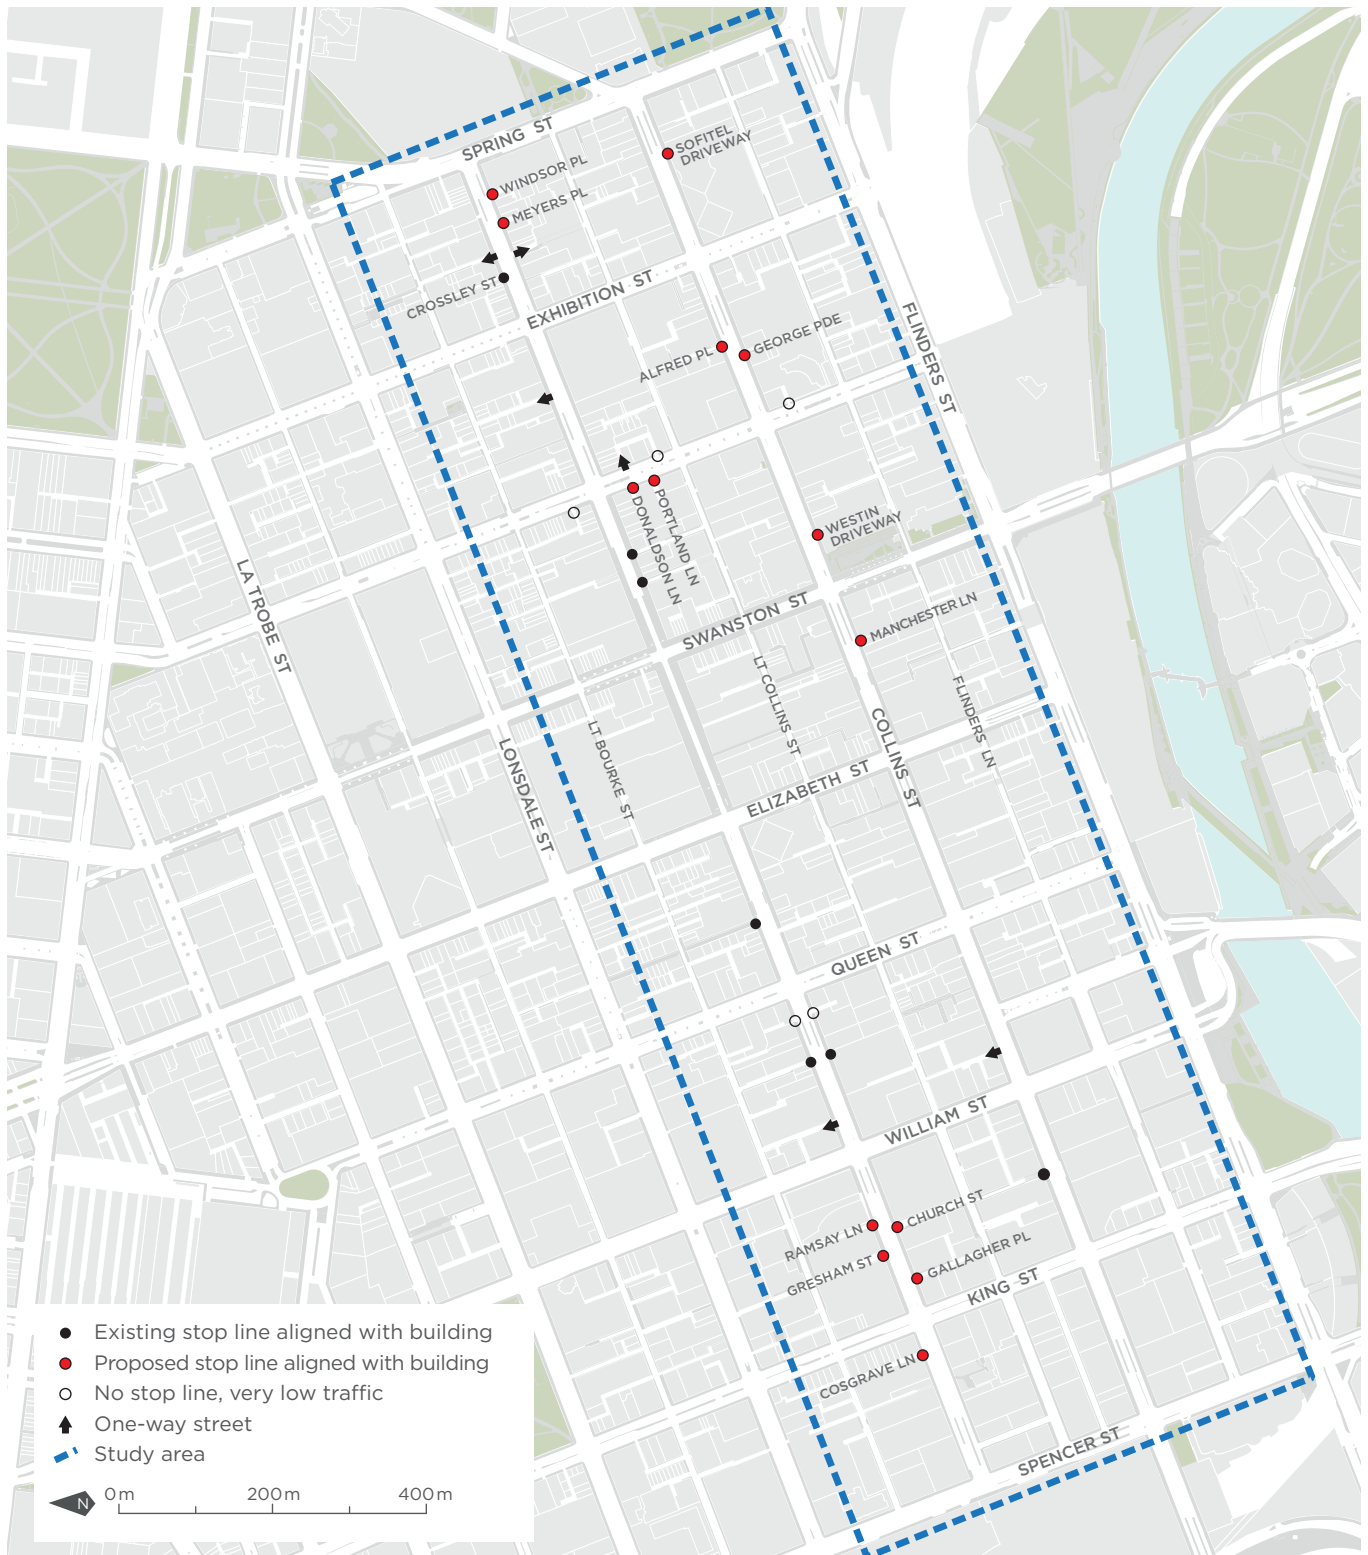 SPRING ST
SOFITEL
DRIVEWAY
WINDSOR PL
MEYERS PL
CROSSLEY ST
EXHIBITION ST
FLINDERS ST
ALFRED PL
GEORGE PDE
PORTLAND LN
DONALDSON LN
WESTIN
DRIVEWAY
LA TROBE ST
SWANSTON ST
MANCHESTER LN
LT COLLINS ST
FLINDERS LN
LT BOURKE ST
LONSDALE ST
COLLINS ST
ELIZABETH ST
QUEEN ST
WILLIAM ST
RAMSAY LN
CHURCH ST
GRESHAM ST
GALLAGHER PL
KING ST
COSGRAVE LN
SPENCER ST
Existing stop line aligned with building
Proposed stop line aligned with building
No stop line, very low traffic
One-way street
Study area
N
0m 200m 400m